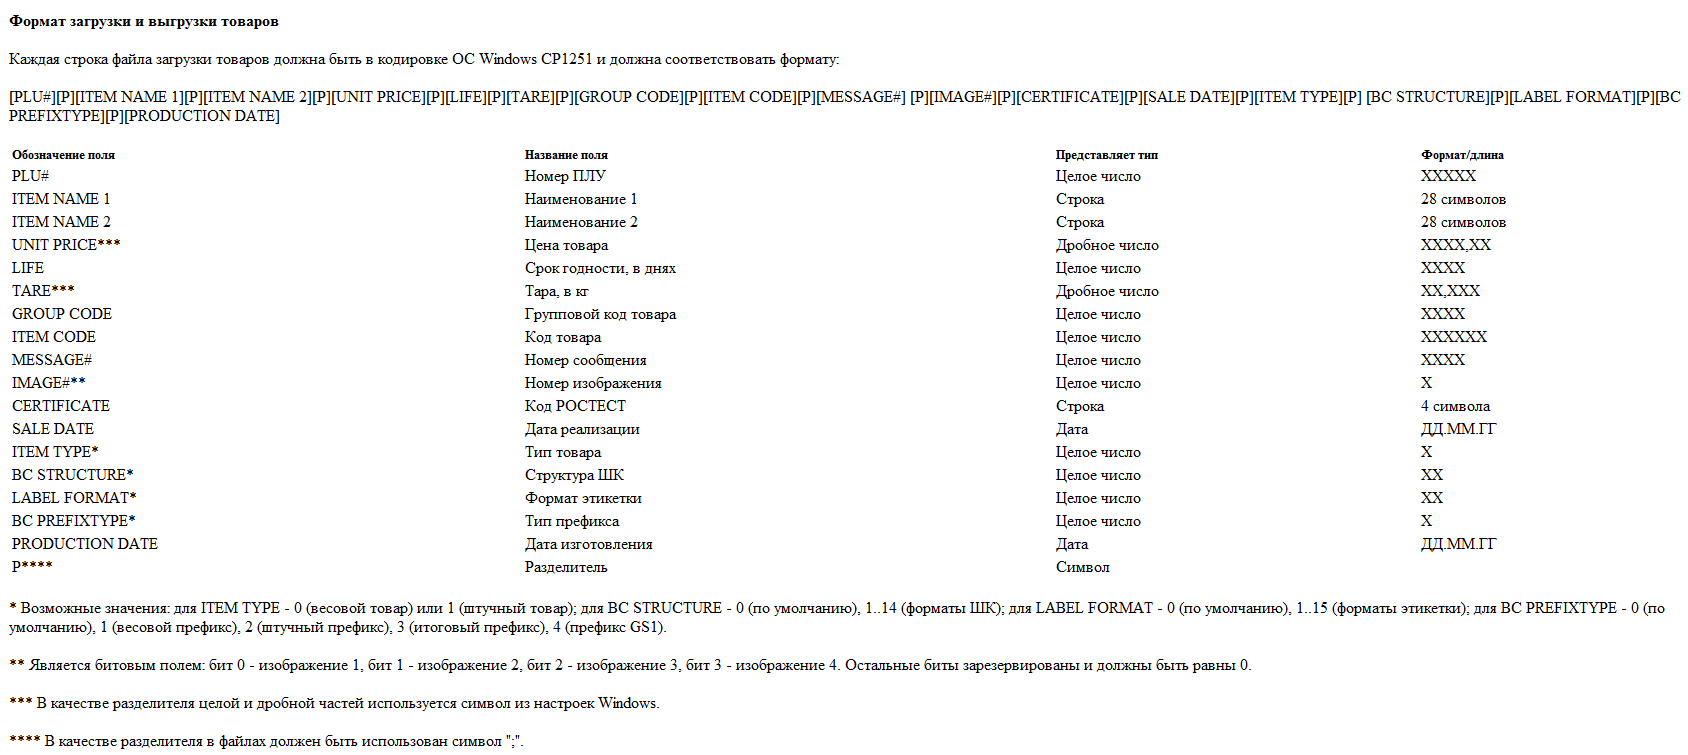 Формат загрузки и выгрузки товаров
Каждая строка файла загрузки товаров должна быть в кодировке ОС Windows CP1251 и должна соответствовать формату:
[PLU#][P][ITEM NAME 1][P][ITEM NAME 2][P][UNIT PRICE][P][LIFE][P][TARE][P][GROUP CODE][P][ITEM CODE][P][MESSAGE#] [P][IMAGE#][P][CERTIFICATE][P][SALE DATE][P][ITEM TYPE][P] [BC STRUCTURE][P][LABEL FORMAT][P][BC
PREFIXTYPE][P][PRODUCTION DATE]
Обозначение поля Название поля Представляет тип Формат/длина
PLU# Номер ПЛУ Целое число XXXXX
ITEM NAME 1 Наименование 1 Строка 28 символов
ITEM NAME 2 Наименование 2 Строка 28 символов
UNIT PRICE*** Цена товара Дробное число XXXX,XX
LIFE Срок годности, в днях Целое число XXXX
TARE*** Тара, в кг Дробное число XX,XXX
GROUP CODE Групповой код товара Целое число XXXX
ITEM CODE Код товара Целое число XXXXXX
MESSAGE# Номер сообщения Целое число XXXX
IMAGE#** Номер изображения Целое число X
CERTIFICATE Код РОСТЕСТ Строка 4 символа
SALE DATE Дата реализации Дата ДД.ММ.ГГ
ITEM TYPE* Тип товара Целое число X
BC STRUCTURE* Структура ШК Целое число XX
LABEL FORMAT* Формат этикетки Целое число XX
BC PREFIXTYPE* Тип префикса Целое число X
PRODUCTION DATE Дата изготовления Дата ДД.ММ.ГГ
P**** Разделитель Символ
* Возможные значения: для ITEM TYPE - 0 (весовой товар) или 1 (штучный товар); для BC STRUCTURE - 0 (по умолчанию), 1..14 (форматы ШК); для LABEL FORMAT - 0 (по умолчанию), 1..15 (форматы этикетки); для BC PREFIXTYPE - 0 (по
умолчанию), 1 (весовой префикс), 2 (штучный префикс), 3 (итоговый префикс), 4 (префикс GS1).
** Является битовым полем: бит 0 - изображение 1, бит 1 - изображение 2, бит 2 - изображение 3, бит 3 - изображение 4. Остальные биты зарезервированы и должны быть равны 0.
*** В качестве разделителя целой и дробной частей используется символ из настроек Windows.
**** В качестве разделителя в файлах должен быть использован символ ";".